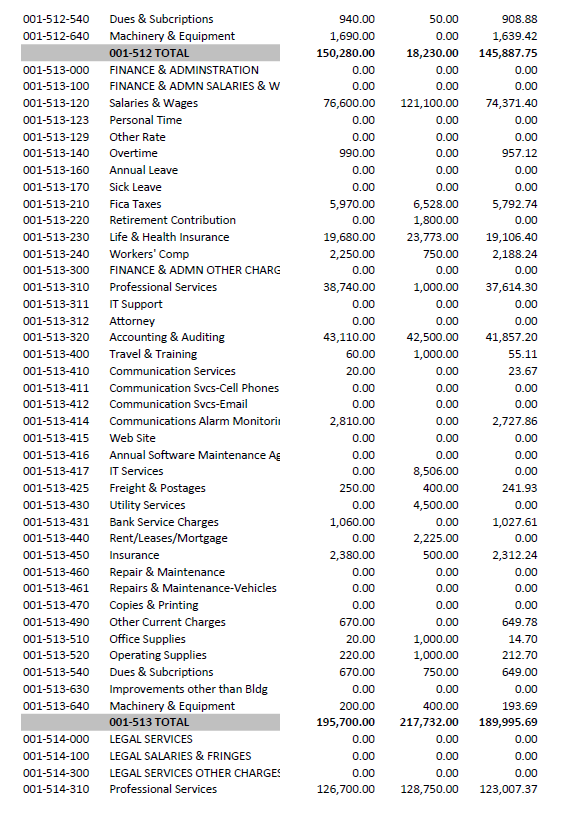 001-512-540 Dues & Subcriptions 940.00 50.00 908.88
001-512-640 Machinery & Equipment 1,690.00 0.00 1,639.42
001-512 TOTAL 150,280.00 18,230.00 145,887.75
001-513-000 FINANCE & ADMINSTRATION 0.00 0.00 0.00
001-513-100 FINANCE & ADMN SALARIES & W 0.00 0.00 0.00
001-513-120 Salaries & Wages 76,600.00 121,100.00 74,371.40
001-513-123 Personal Time 0.00 0.00 0.00
001-513-129 Other Rate 0.00 0.00 0.00
001-513-140 Overtime 990.00 0.00 957.12
001-513-160 Annual Leave 0.00 0.00 0.00
001-513-170 Sick Leave 0.00 0.00 0.00
001-513-210 Fica Taxes 5,970.00 6,528.00 5,792.74
001-513-220 Retirement Contribution 0.00 1,800.00 0.00
001-513-230 Life & Health Insurance 19,680.00 23,773.00 19,106.40
001-513-240 Workers' Comp 2,250.00 750.00 2,188.24
001-513-300 FINANCE & ADMN OTHER CHARG 0.00 0.00 0.00
001-513-310 Professional Services 38,740.00 1,000.00 37,614.30
001-513-311 IT Support 0.00 0.00 0.00
001-513-312 Attorney 0.00 0.00 0.00
001-513-320 Accounting & Auditing 43,110.00 42,500.00 41,857.20
001-513-400 Travel & Training 60.00 1,000.00 55.11
001-513-410 Communication Services 20.00 0.00 23.67
001-513-411 Communication Svcs-Cell Phones 0.00 0.00 0.00
001-513-412 Communication Svcs-Email 0.00 0.00 0.00
001-513-414 Communications Alarm Monitorin 2,810.00 0.00 2,727.86
001-513-415 Web Site 0.00 0.00 0.00
001-513-416 Annual Software Maintenance Ag 0.00 0.00 0.00
001-513-417 IT Services 0.00 8,506.00 0.00
001-513-425 Freight & Postages 250.00 400.00 241.93
001-513-430 Utility Services 0.00 4,500.00 0.00
001-513-431 Bank Service Charges 1,060.00 0.00 1,027.61
001-513-440 Rent/Leases/Mortgage 0.00 2,225.00 0.00
001-513-450 Insurance 2,380.00 500.00 2,312.24
001-513-460 Repair & Maintenance 0.00 0.00 0.00
001-513-461 Repairs & Maintenance-Vehicles 0.00 0.00 0.00
001-513-470 Copies & Printing 0.00 0.00 0.00
001-513-490 Other Current Charges 670.00 0.00 649.78
001-513-510 Office Supplies 20.00 1,000.00 14.70
001-513-520 Operating Supplies 220.00 1,000.00 212.70
001-513-540 Dues & Subcriptions 670.00 750.00 649.00
001-513-630 Improvements other than Bldg 0.00 0.00 0.00
001-513-640 Machinery & Equipment 200.00 400.00 193.69
001-513 TOTAL 195,700.00 217,732.00 189,995.69
001-514-000 LEGAL SERVICES 0.00 0.00 0.00
001-514-100 LEGAL SALARIES & FRINGES 0.00 0.00 0.00
001-514-300 LEGAL SERVICES OTHER CHARGES 0.00 0.00 0.00
001-514-310 Professional Services 126,700.00 128,750.00 123,007.37